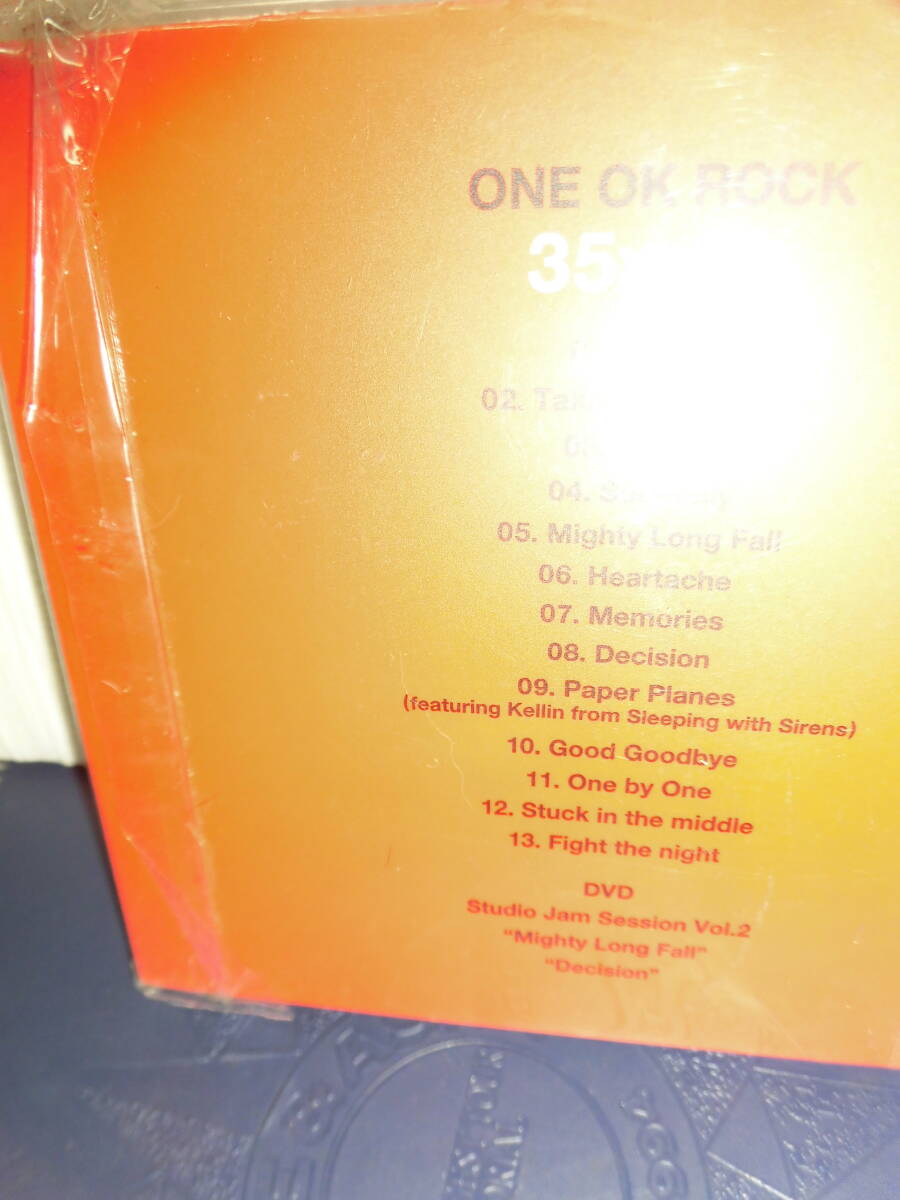 ONE OK ROCK
02.
04.
05. Mighty Long Fall
06. Heartache
07. Memories
08. Decision
09. Paper Planes
(featuring Kellin from Sleeping with Sirens)
10. Good Goodbye
11. One by One
12. Stuck in the middle
13. Fight the night
DVD
Studio Jam Session Vol.2
"Mighty Long Fall"
"Decision"